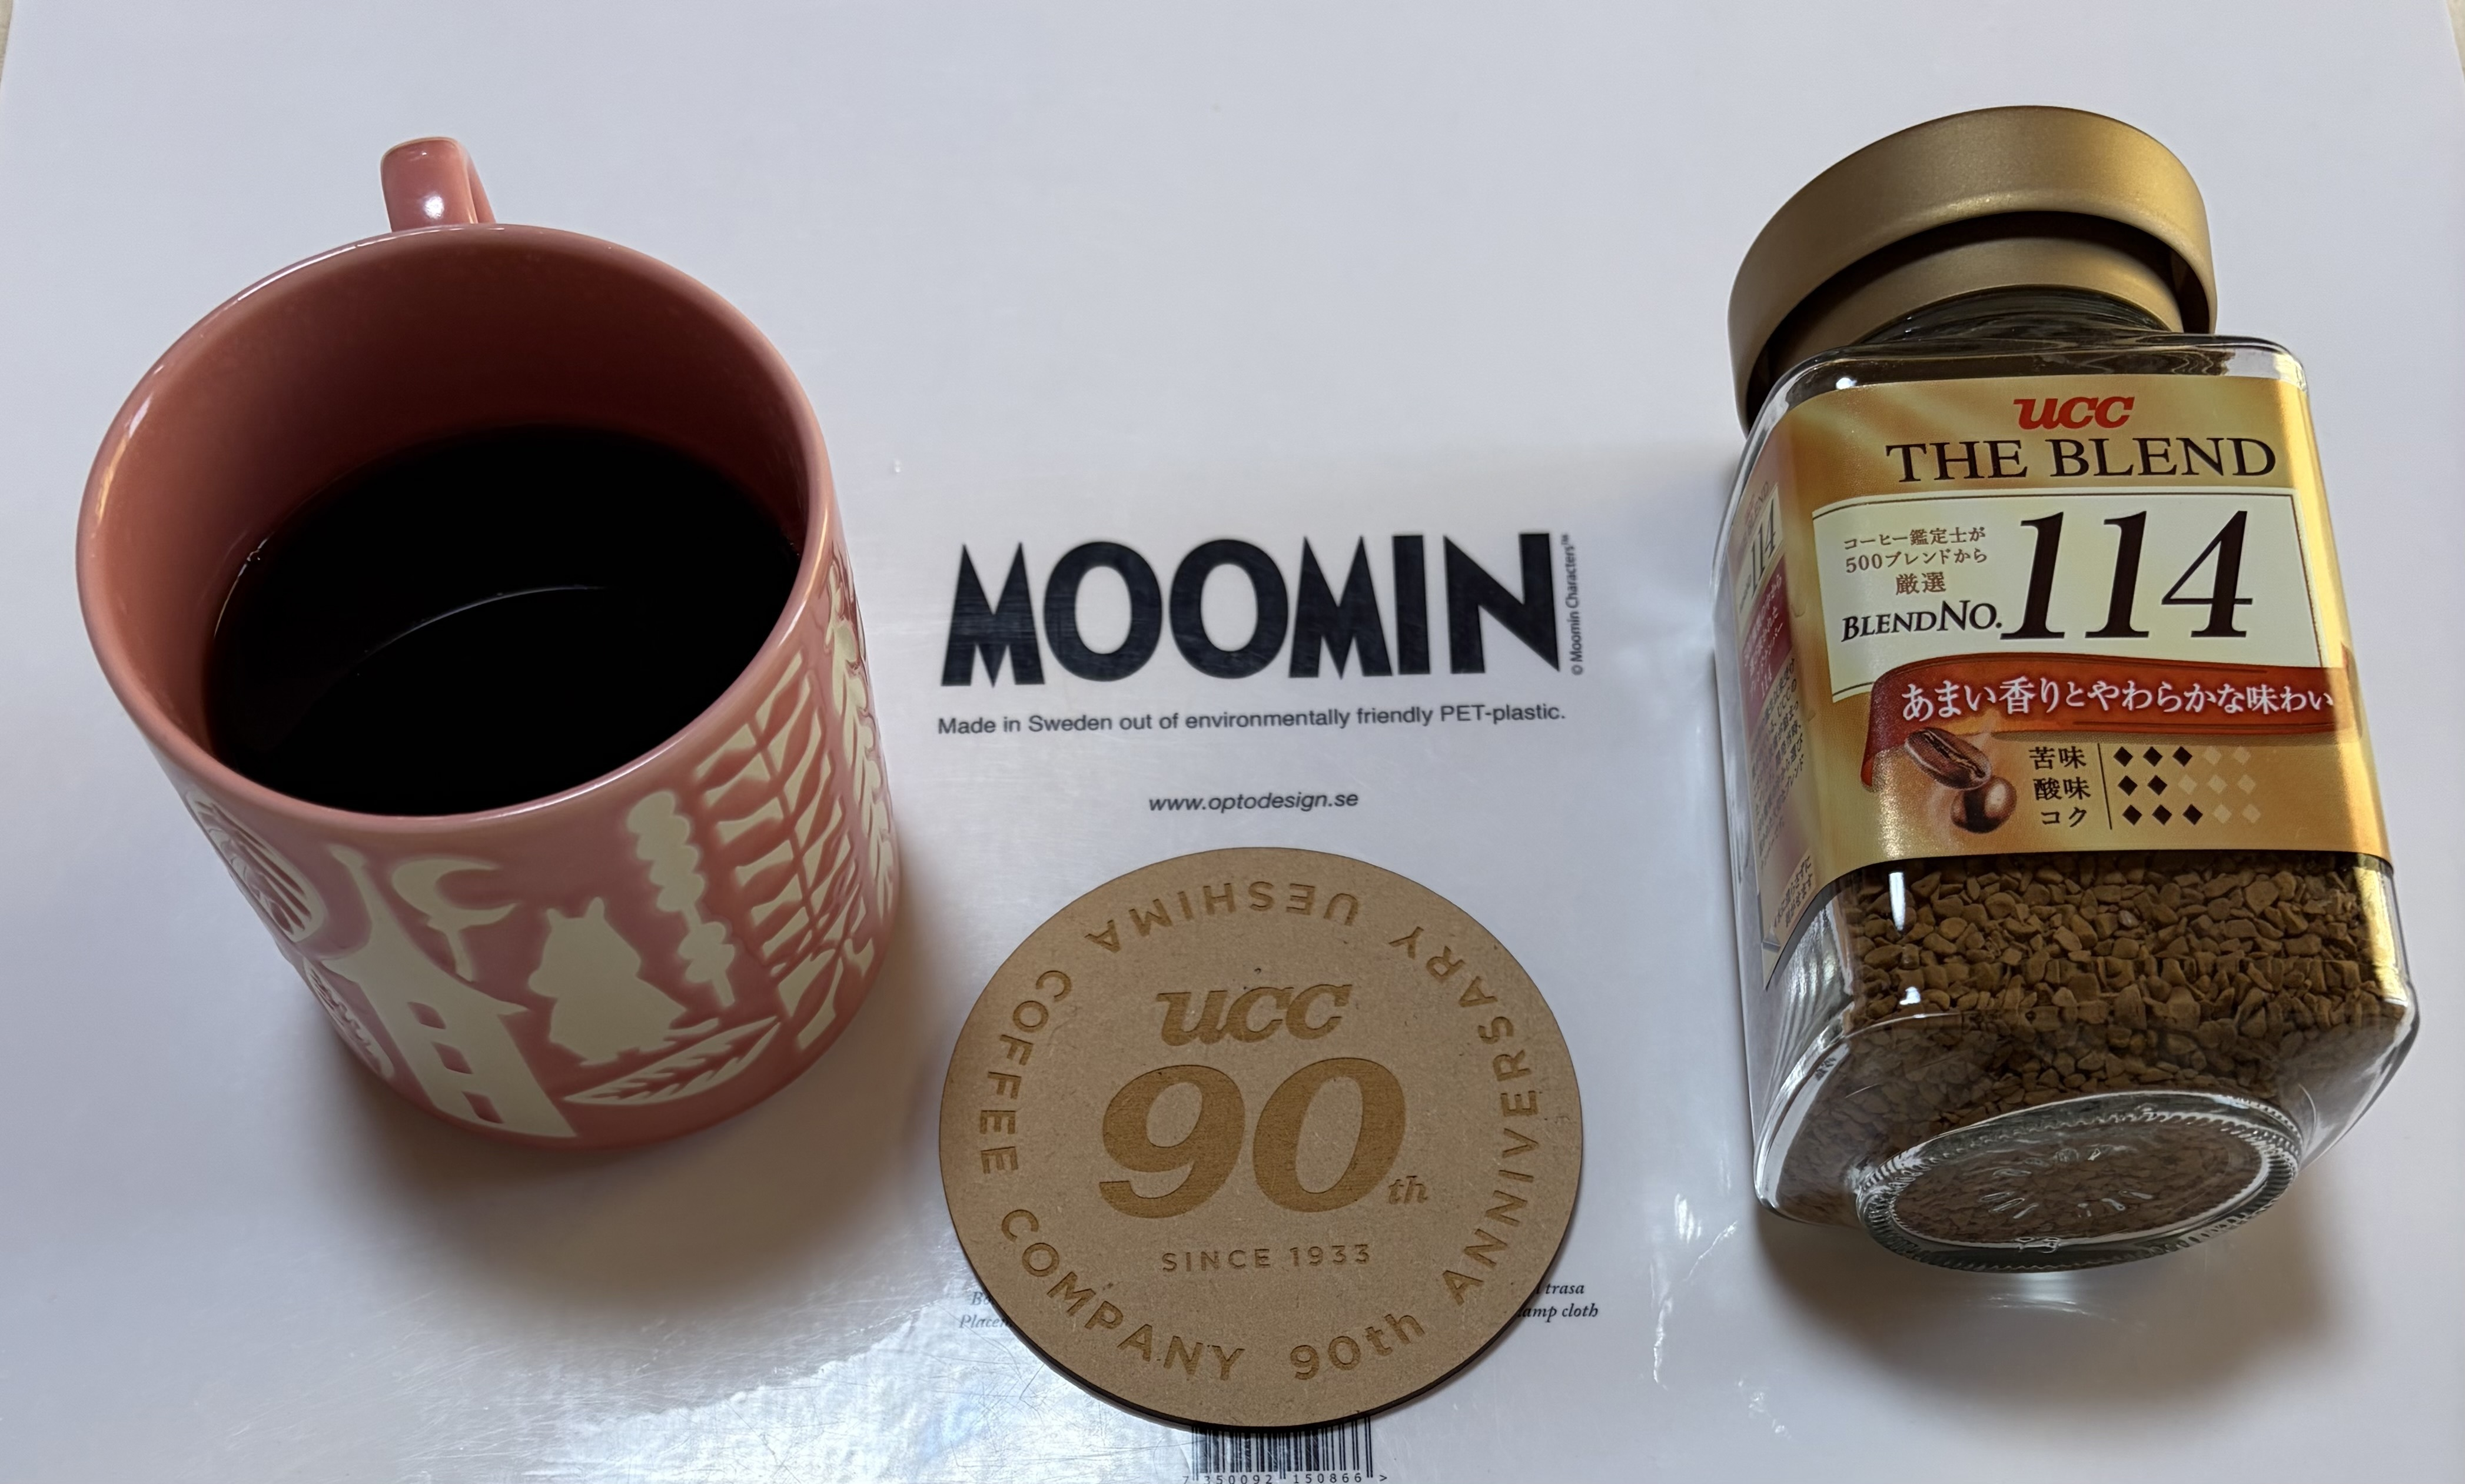 MOOMIN
© Moomin Characters™
Made in Sweden out of environmentally friendly PET-plastic.
www.optodesign.se
UESHIMA COFFEE COMPANY 90th ANNIVERSARY
ucc
90th
SINCE 1933
trasa
damp cloth
7 350092 150866 >
ucc
THE BLEND
コーヒー鑑定士が
500ブレンドから
厳選
BLEND NO. 114
あまい香りとやわらかな味わい
苦味
酸味
コク
114